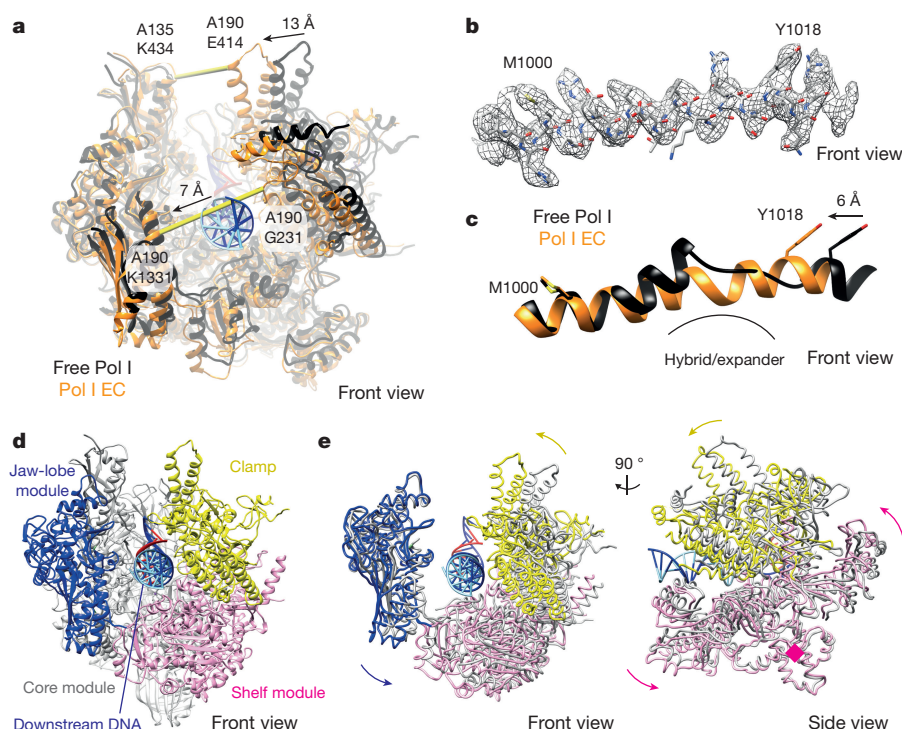 a
A135
K434
A190
E414
13 Å
7 Å
A190
G231
A190
K1331
Free Pol I
Pol I EC
Front view
b
M1000
Y1018
Front view
c
Free Pol I
Pol I EC
Y1018
6 Å
M1000
Hybrid/expander
Front view
d
Jaw-lobe
module
Clamp
Core module
Shelf module
Downstream DNA
Front view
e
90 °
Front view
Side view